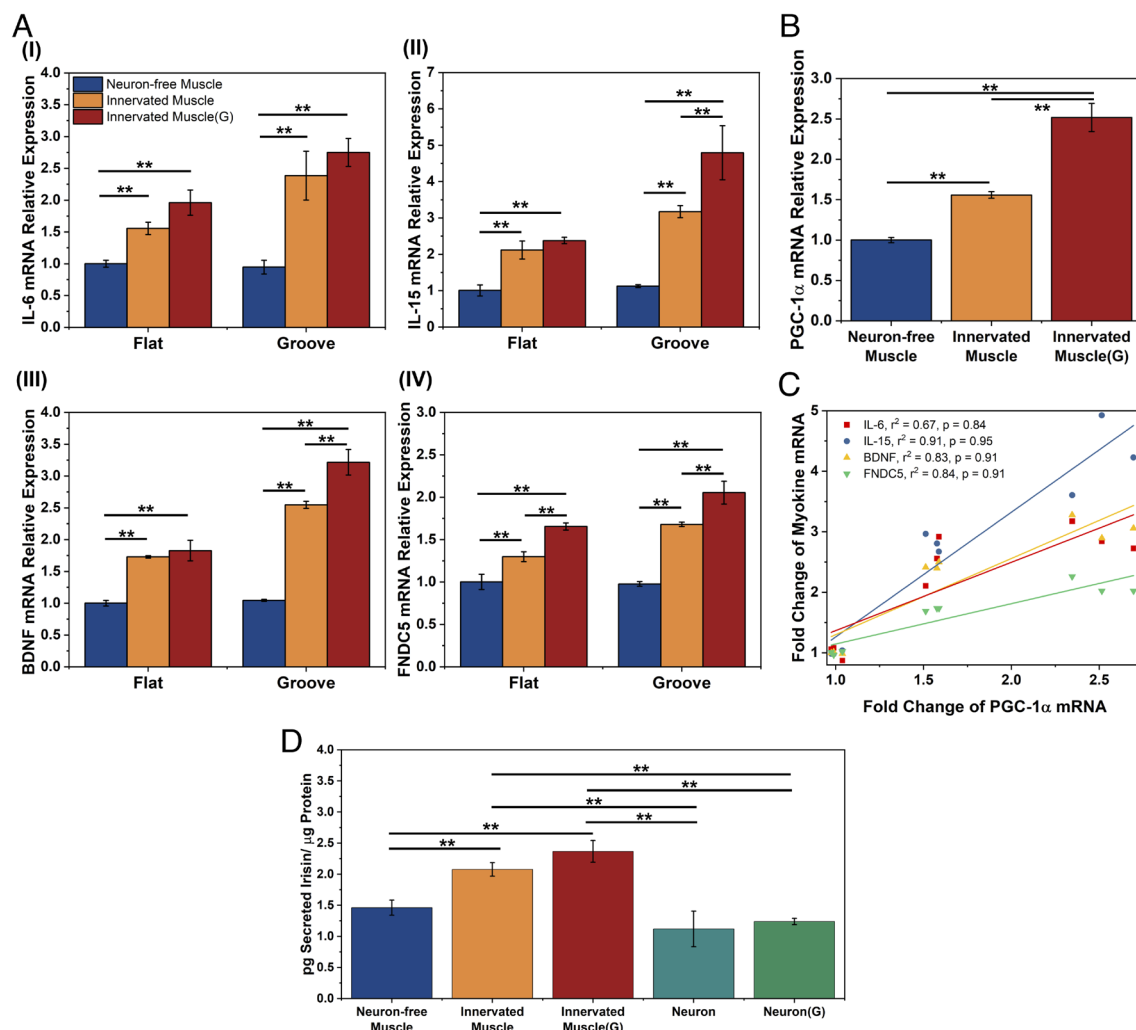 A
(I)
IL-6 mRNA Relative Expression
4.0
3.5
3.0
2.5
2.0
1.5
1.0
0.5
0.0
Neuron-free Muscle
Innervated Muscle
Innervated Muscle(G)
**
**
**
**
Flat
Groove
(II)
IL-15 mRNA Relative Expression
7
6
5
4
3
2
1
0
**
**
**
**
**
Flat
Groove
B
PGC-1α mRNA Relative Expression
3.0
2.5
2.0
1.5
1.0
0.5
0.0
**
**
**
Neuron-free Muscle
Innervated Muscle
Innervated Muscle(G)
(III)
BDNF mRNA Relative Expression
4.0
3.5
3.0
2.5
2.0
1.5
1.0
0.5
0.0
**
**
**
**
**
Flat
Groove
(IV)
FNDC5 mRNA Relative Expression
3.0
2.5
2.0
1.5
1.0
0.5
0.0
**
**
**
**
**
**
Flat
Groove
C
Fold Change of Myokine mRNA
5
4
3
2
1
IL-6, r² = 0.67, p = 0.84
IL-15, r² = 0.91, p = 0.95
BDNF, r² = 0.83, p = 0.91
FNDC5, r² = 0.84, p = 0.91
1.0 1.5 2.0 2.5
Fold Change of PGC-1α mRNA
D
pg Secreted Irisin/ μg Protein
4.0
3.5
3.0
2.5
2.0
1.5
1.0
0.5
0.0
**
**
**
**
**
**
Neuron-free Muscle
Innervated Muscle
Innervated Muscle(G)
Neuron
Neuron(G)